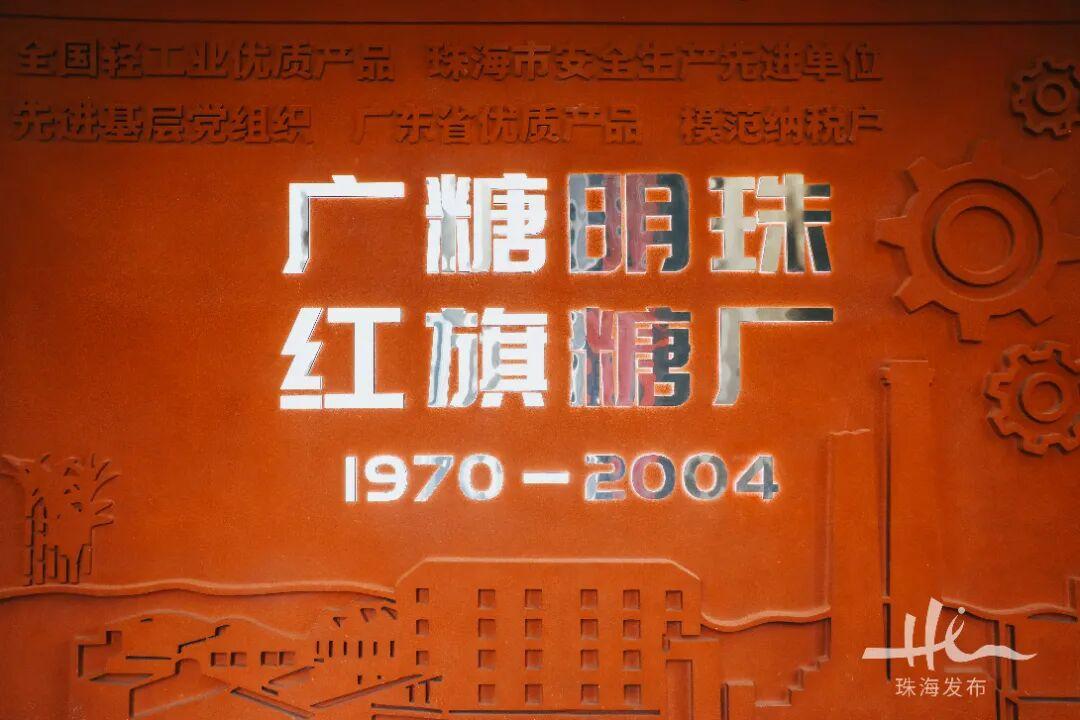 全国轻工业优质产品 珠海市安全生产先进单位
先进基层党组织 广东省优质产品 模范纳税户
广糖明珠
红旗糖厂
1970-2004
珠海发布